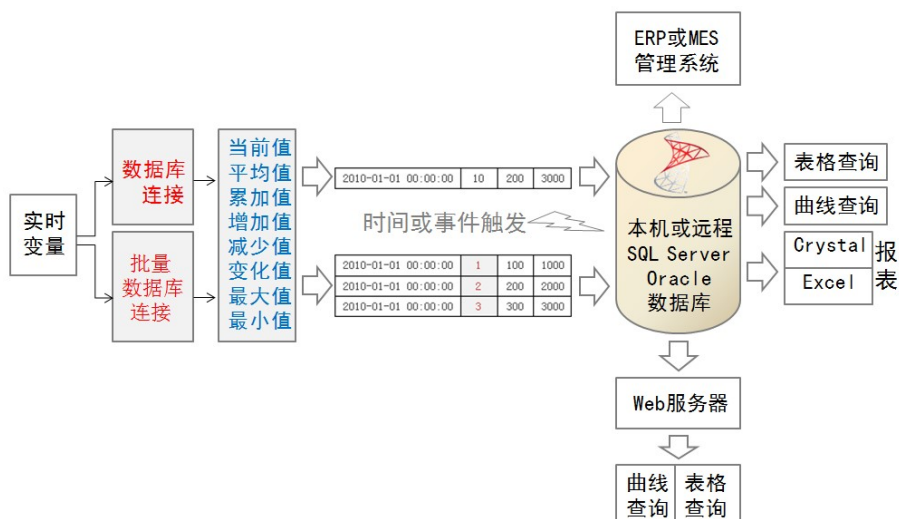 ERP或MES
管理系统
实时
变量
数据库
连接
批量
数据库
连接
当前值
平均值
累加值
增加值
减少值
变化值
最大值
最小值
2010-01-01 00:00:00 10 200 3000
时间或事件触发
2010-01-01 00:00:00 1 100 1000
2010-01-01 00:00:00 2 200 2000
2010-01-01 00:00:00 3 300 3000
本机或远程
SQL Server
Oracle
数据库
表格查询
曲线查询
Crystal
Excel
报表
Web服务器
曲线
查询
表格
查询